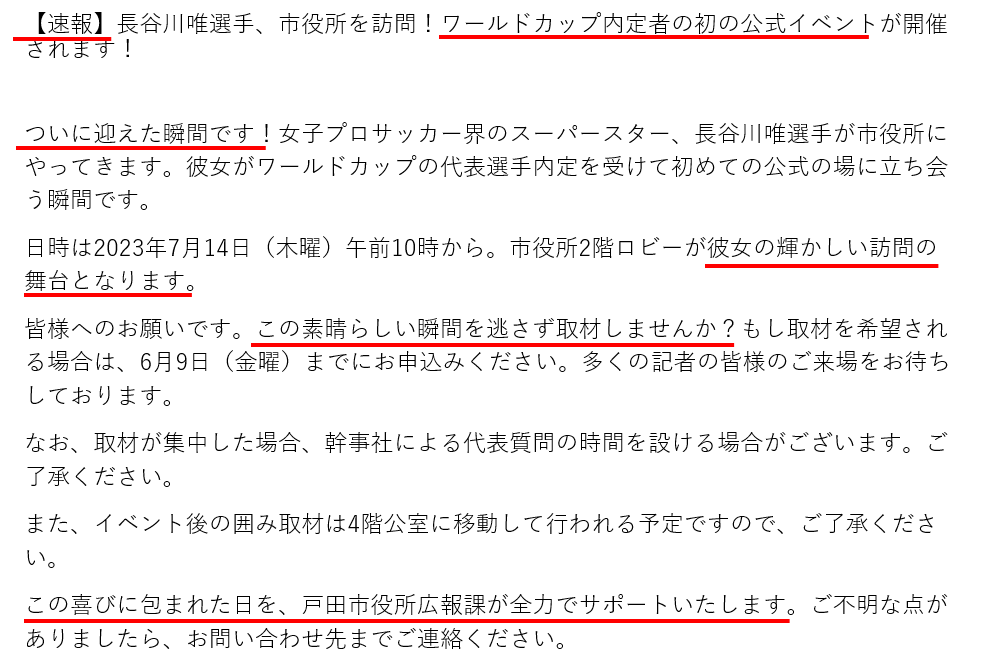 【速報】長谷川唯選手、市役所を訪問！ワールドカップ内定者の初の公式イベントが開催
されます！
ついに迎えた瞬間です！女子プロサッカー界のスーパースター、長谷川唯選手が市役所に
やってきます。彼女がワールドカップの代表選手内定を受けて初めての公式の場に立ち会
う瞬間です。
日時は2023年7月14日（木曜）午前10時から。市役所2階ロビーが彼女の輝かしい訪問の
舞台となります。
皆様へのお願いです。この素晴らしい瞬間を逃さず取材しませんか？もし取材を希望され
る場合は、6月9日（金曜）までにお申込みください。多くの記者の皆様のご来場をお待ち
しております。
なお、取材が集中した場合、幹事社による代表質問の時間を設ける場合がございます。ご
了承ください。
また、イベント後の囲み取材は4階公室に移動して行われる予定ですので、ご了承くださ
い。
この喜びに包まれた日を、戸田市役所広報課が全力でサポートいたします。ご不明な点が
ありましたら、お問い合わせ先までご連絡ください。